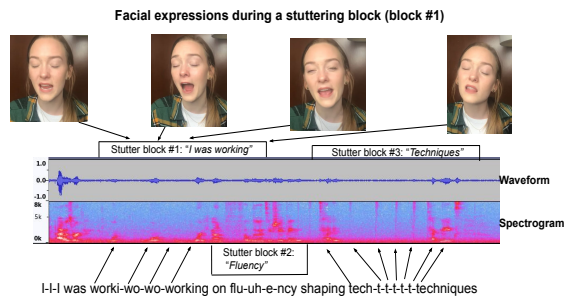 Facial expressions during a stuttering block (block #1)
Stutter block #1: “I was working”
Stutter block #3: “Techniques”
1.0
0.0
-1.0
Waveform
8k
5k
0k
Spectrogram
Stutter block #2:
“Fluency”
I-I-I was worki-wo-wo-working on flu-uh-e-ncy shaping tech-t-t-t-t-t-techniques